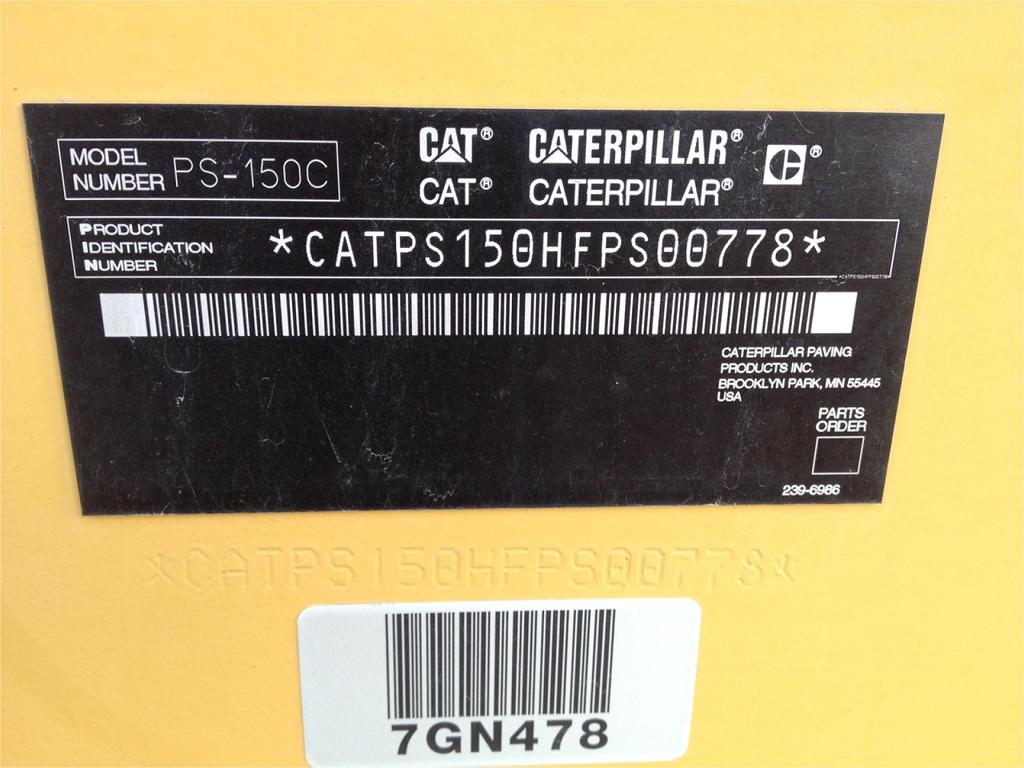 MODEL NUMBER PS-150C
CAT® CATERPILLAR® ®
CAT® CATERPILLAR®
PRODUCT IDENTIFICATION NUMBER *CATPS150HFPS00778*
*CATPS150HFPS00778
CATERPILLAR PAVING
PRODUCTS INC.
BROOKLYN PARK, MN 55445
USA
PARTS
ORDER
239-6986
*CATPS150HFPS00778*
7GN478